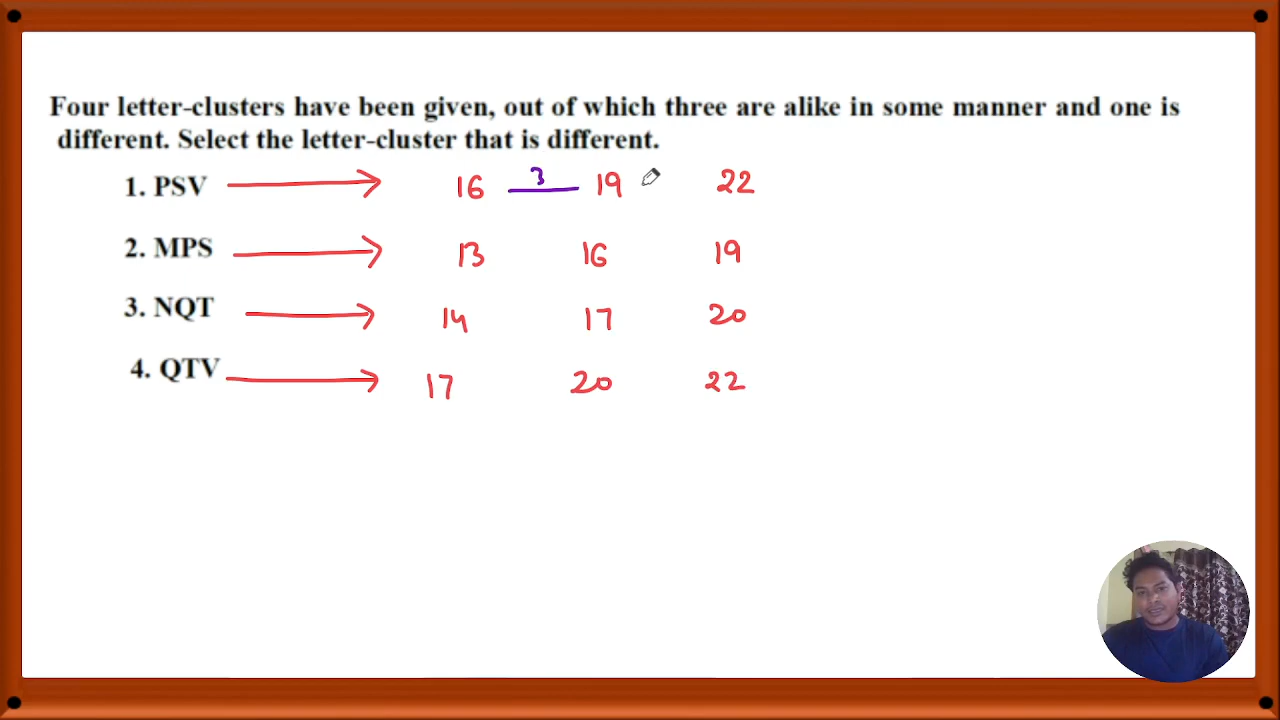 Four letter-clusters have been given, out of which three are alike in some manner and one is
different. Select the letter-cluster that is different.
1. PSV 16 3 19 22
2. MPS 13 16 19
3. NQT 14 17 20
4. QTV 17 20 22